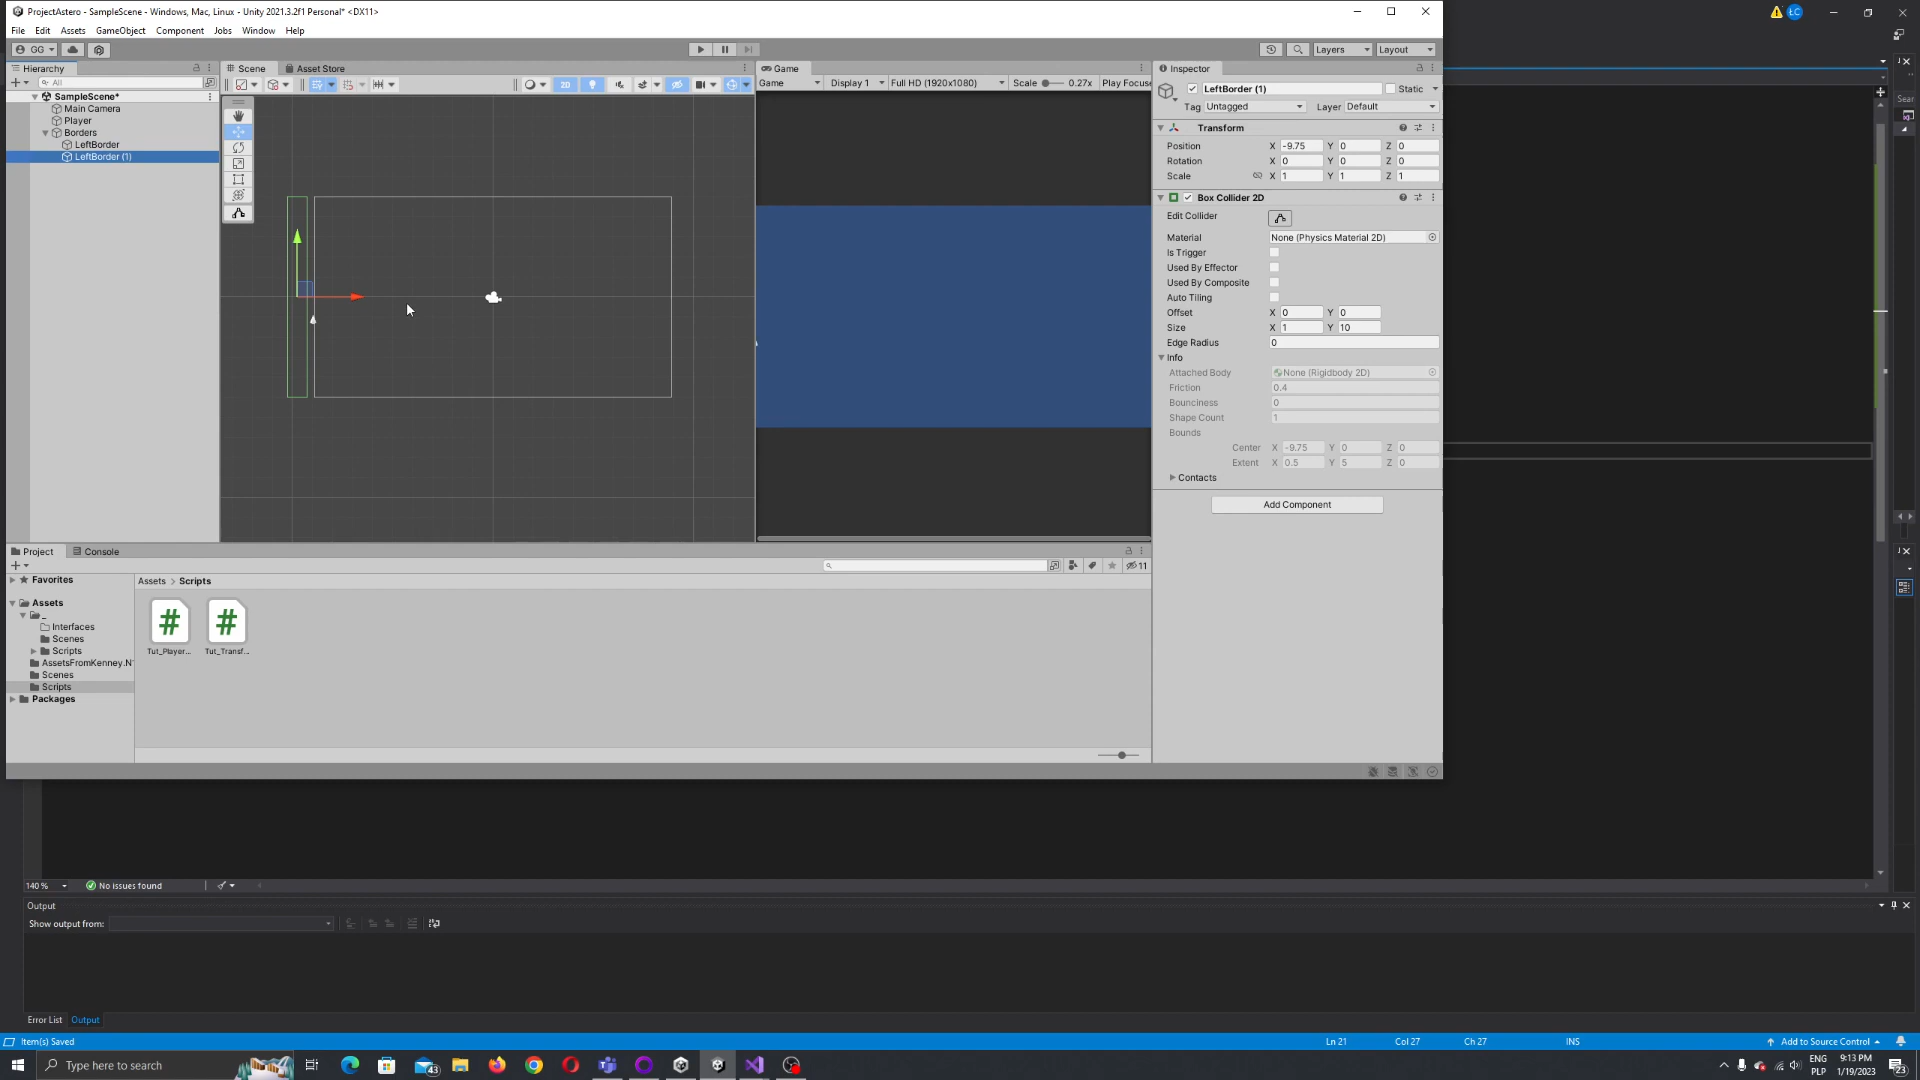 ProjectAstero - SampleScene - Windows, Mac, Linux - Unity 2021.3.2f1 Personal* <DX11>
File Edit Assets GameObject Component Jobs Window Help
GG Layers Layout
Hierarchy
All
SampleScene*
Main Camera
Player
Borders
LeftBorder
LeftBorder (1)
Scene Asset Store
2D
Game
Game Display 1 Full HD (1920x1080) Scale 0.27x Play Focus
Inspector
LeftBorder (1) Static
Tag Untagged Layer Default
Transform
Position X -9.75 Y 0 Z 0
Rotation X 0 Y 0 Z 0
Scale X 1 Y 1 Z 1
Box Collider 2D
Edit Collider
Material None (Physics Material 2D)
Is Trigger
Used By Effector
Used By Composite
Auto Tiling
Offset X 0 Y 0
Size X 1 Y 10
Edge Radius 0
Info
Attached Body None (Rigidbody 2D)
Friction 0.4
Bounciness 0
Shape Count 1
Bounds
Center X -9.75 Y 0 Z 0
Extent X 0.5 Y 5 Z 0
Contacts
Add Component
Project Console
11
Favorites
Assets
_
Interfaces
Scenes
Scripts
AssetsFromKenney.N
Scenes
Scripts
Packages
Assets > Scripts
Tut_Player... Tut_Transf...
Sear
140 % No issues found
Output
Show output from:
Error List Output
Item(s) Saved Ln 21 Col 27 Ch 27 INS Add to Source Control
Type here to search
43
ENG
PLP
9:13 PM
1/19/2023
23